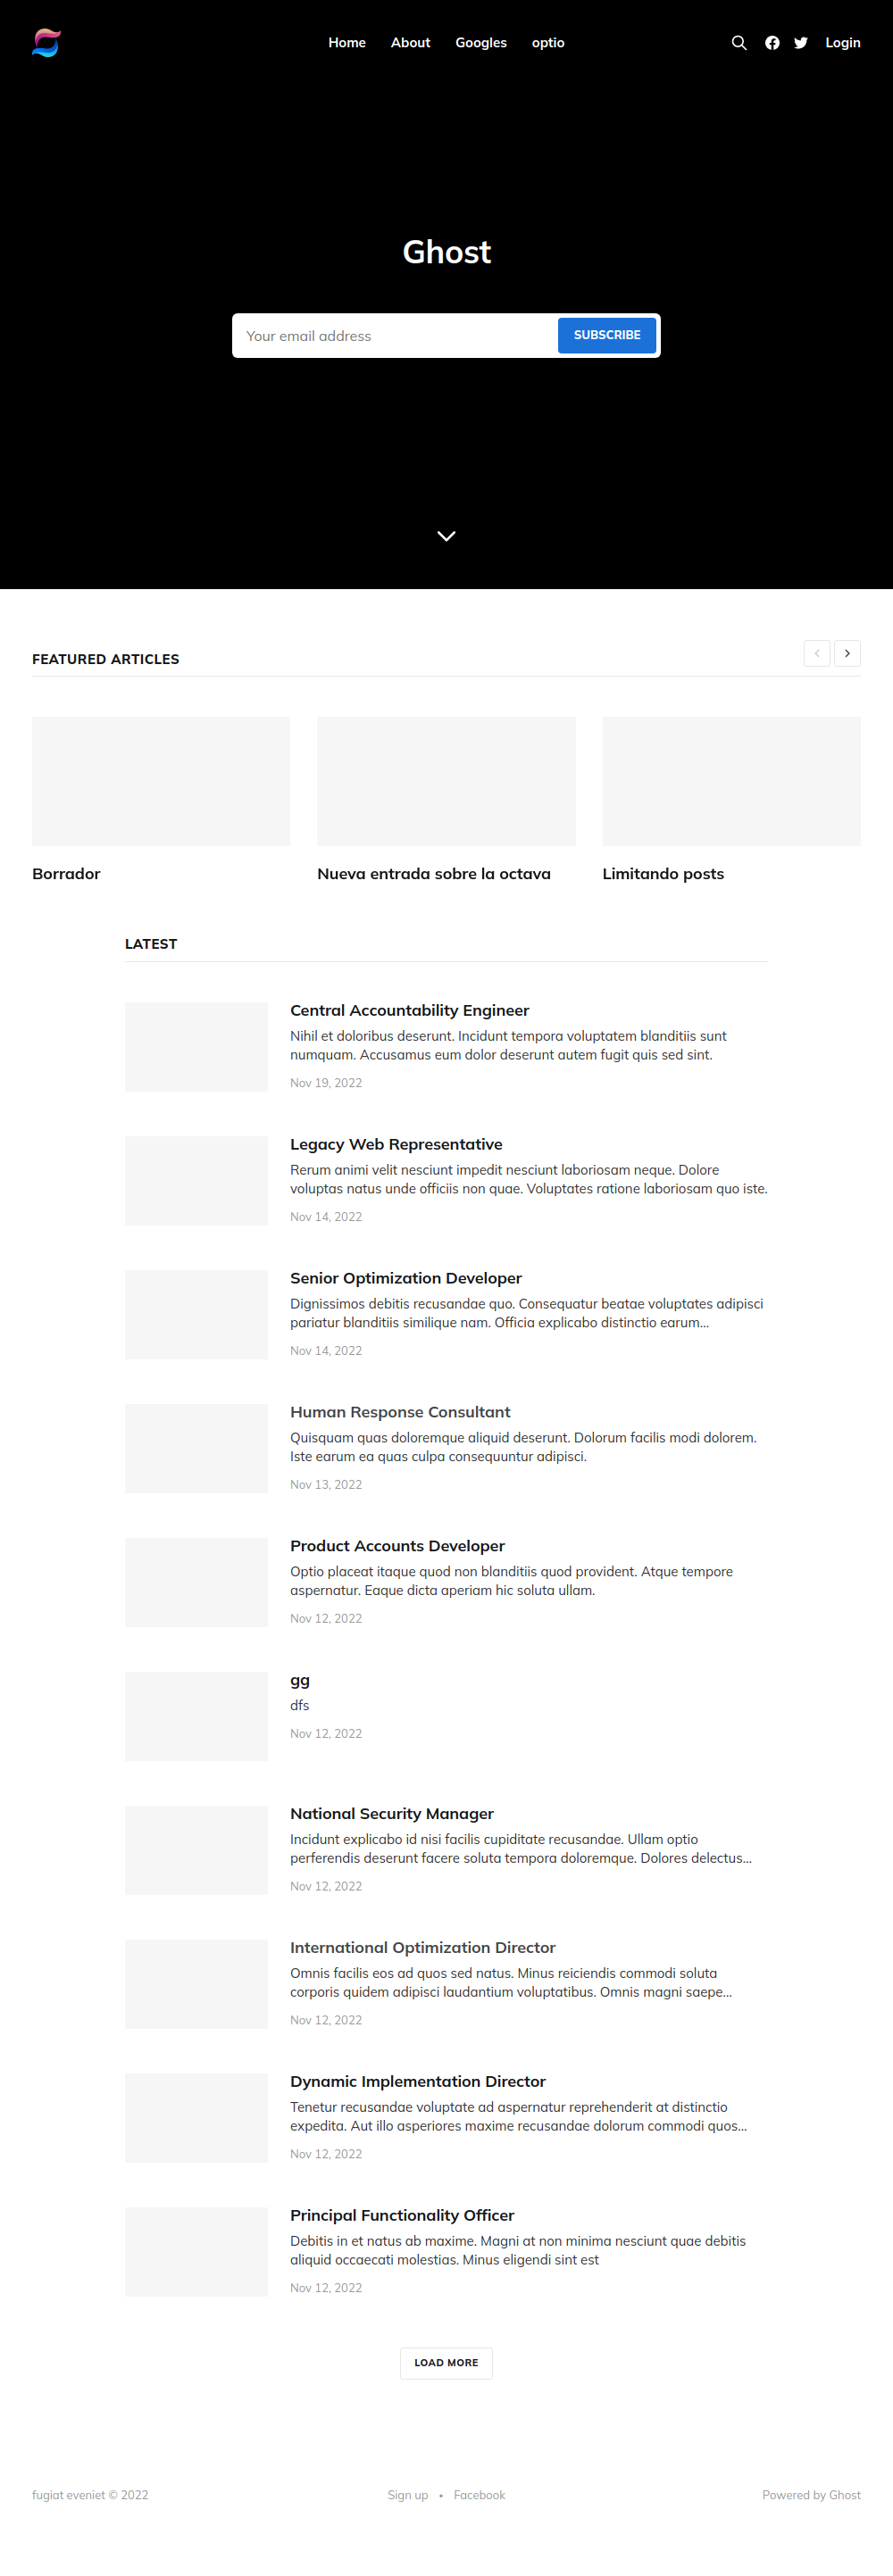 Home About Googles optio Login
Ghost
Your email address SUBSCRIBE
FEATURED ARTICLES
Borrador Nueva entrada sobre la octava Limitando posts
LATEST
Central Accountability Engineer
Nihil et doloribus deserunt. Incidunt tempora voluptatem blanditiis sunt
numquam. Accusamus eum dolor deserunt autem fugit quis sed sint.
Nov 19, 2022
Legacy Web Representative
Rerum animi velit nesciunt impedit nesciunt laboriosam neque. Dolore
voluptas natus unde officiis non quae. Voluptates ratione laboriosam quo iste.
Nov 14, 2022
Senior Optimization Developer
Dignissimos debitis recusandae quo. Consequatur beatae voluptates adipisci
pariatur blanditiis similique nam. Officia explicabo distinctio earum...
Nov 14, 2022
Human Response Consultant
Quisquam quas doloremque aliquid deserunt. Dolorum facilis modi dolorem.
Iste earum ea quas culpa consequuntur adipisci.
Nov 13, 2022
Product Accounts Developer
Optio placeat itaque quod non blanditiis quod provident. Atque tempore
aspernatur. Eaque dicta aperiam hic soluta ullam.
Nov 12, 2022
gg
dfs
Nov 12, 2022
National Security Manager
Incidunt explicabo id nisi facilis cupiditate recusandae. Ullam optio
perferendis deserunt facere soluta tempora doloremque. Dolores delectus...
Nov 12, 2022
International Optimization Director
Omnis facilis eos ad quos sed natus. Minus reiciendis commodi soluta
corporis quidem adipisci laudantium voluptatibus. Omnis magni saepe...
Nov 12, 2022
Dynamic Implementation Director
Tenetur recusandae voluptate ad aspernatur reprehenderit at distinctio
expedita. Aut illo asperiores maxime recusandae dolorum commodi quos...
Nov 12, 2022
Principal Functionality Officer
Debitis in et natus ab maxime. Magni at non minima nesciunt quae debitis
aliquid occaecati molestias. Minus eligendi sint est
Nov 12, 2022
LOAD MORE
fugiat eveniet © 2022 Sign up • Facebook Powered by Ghost